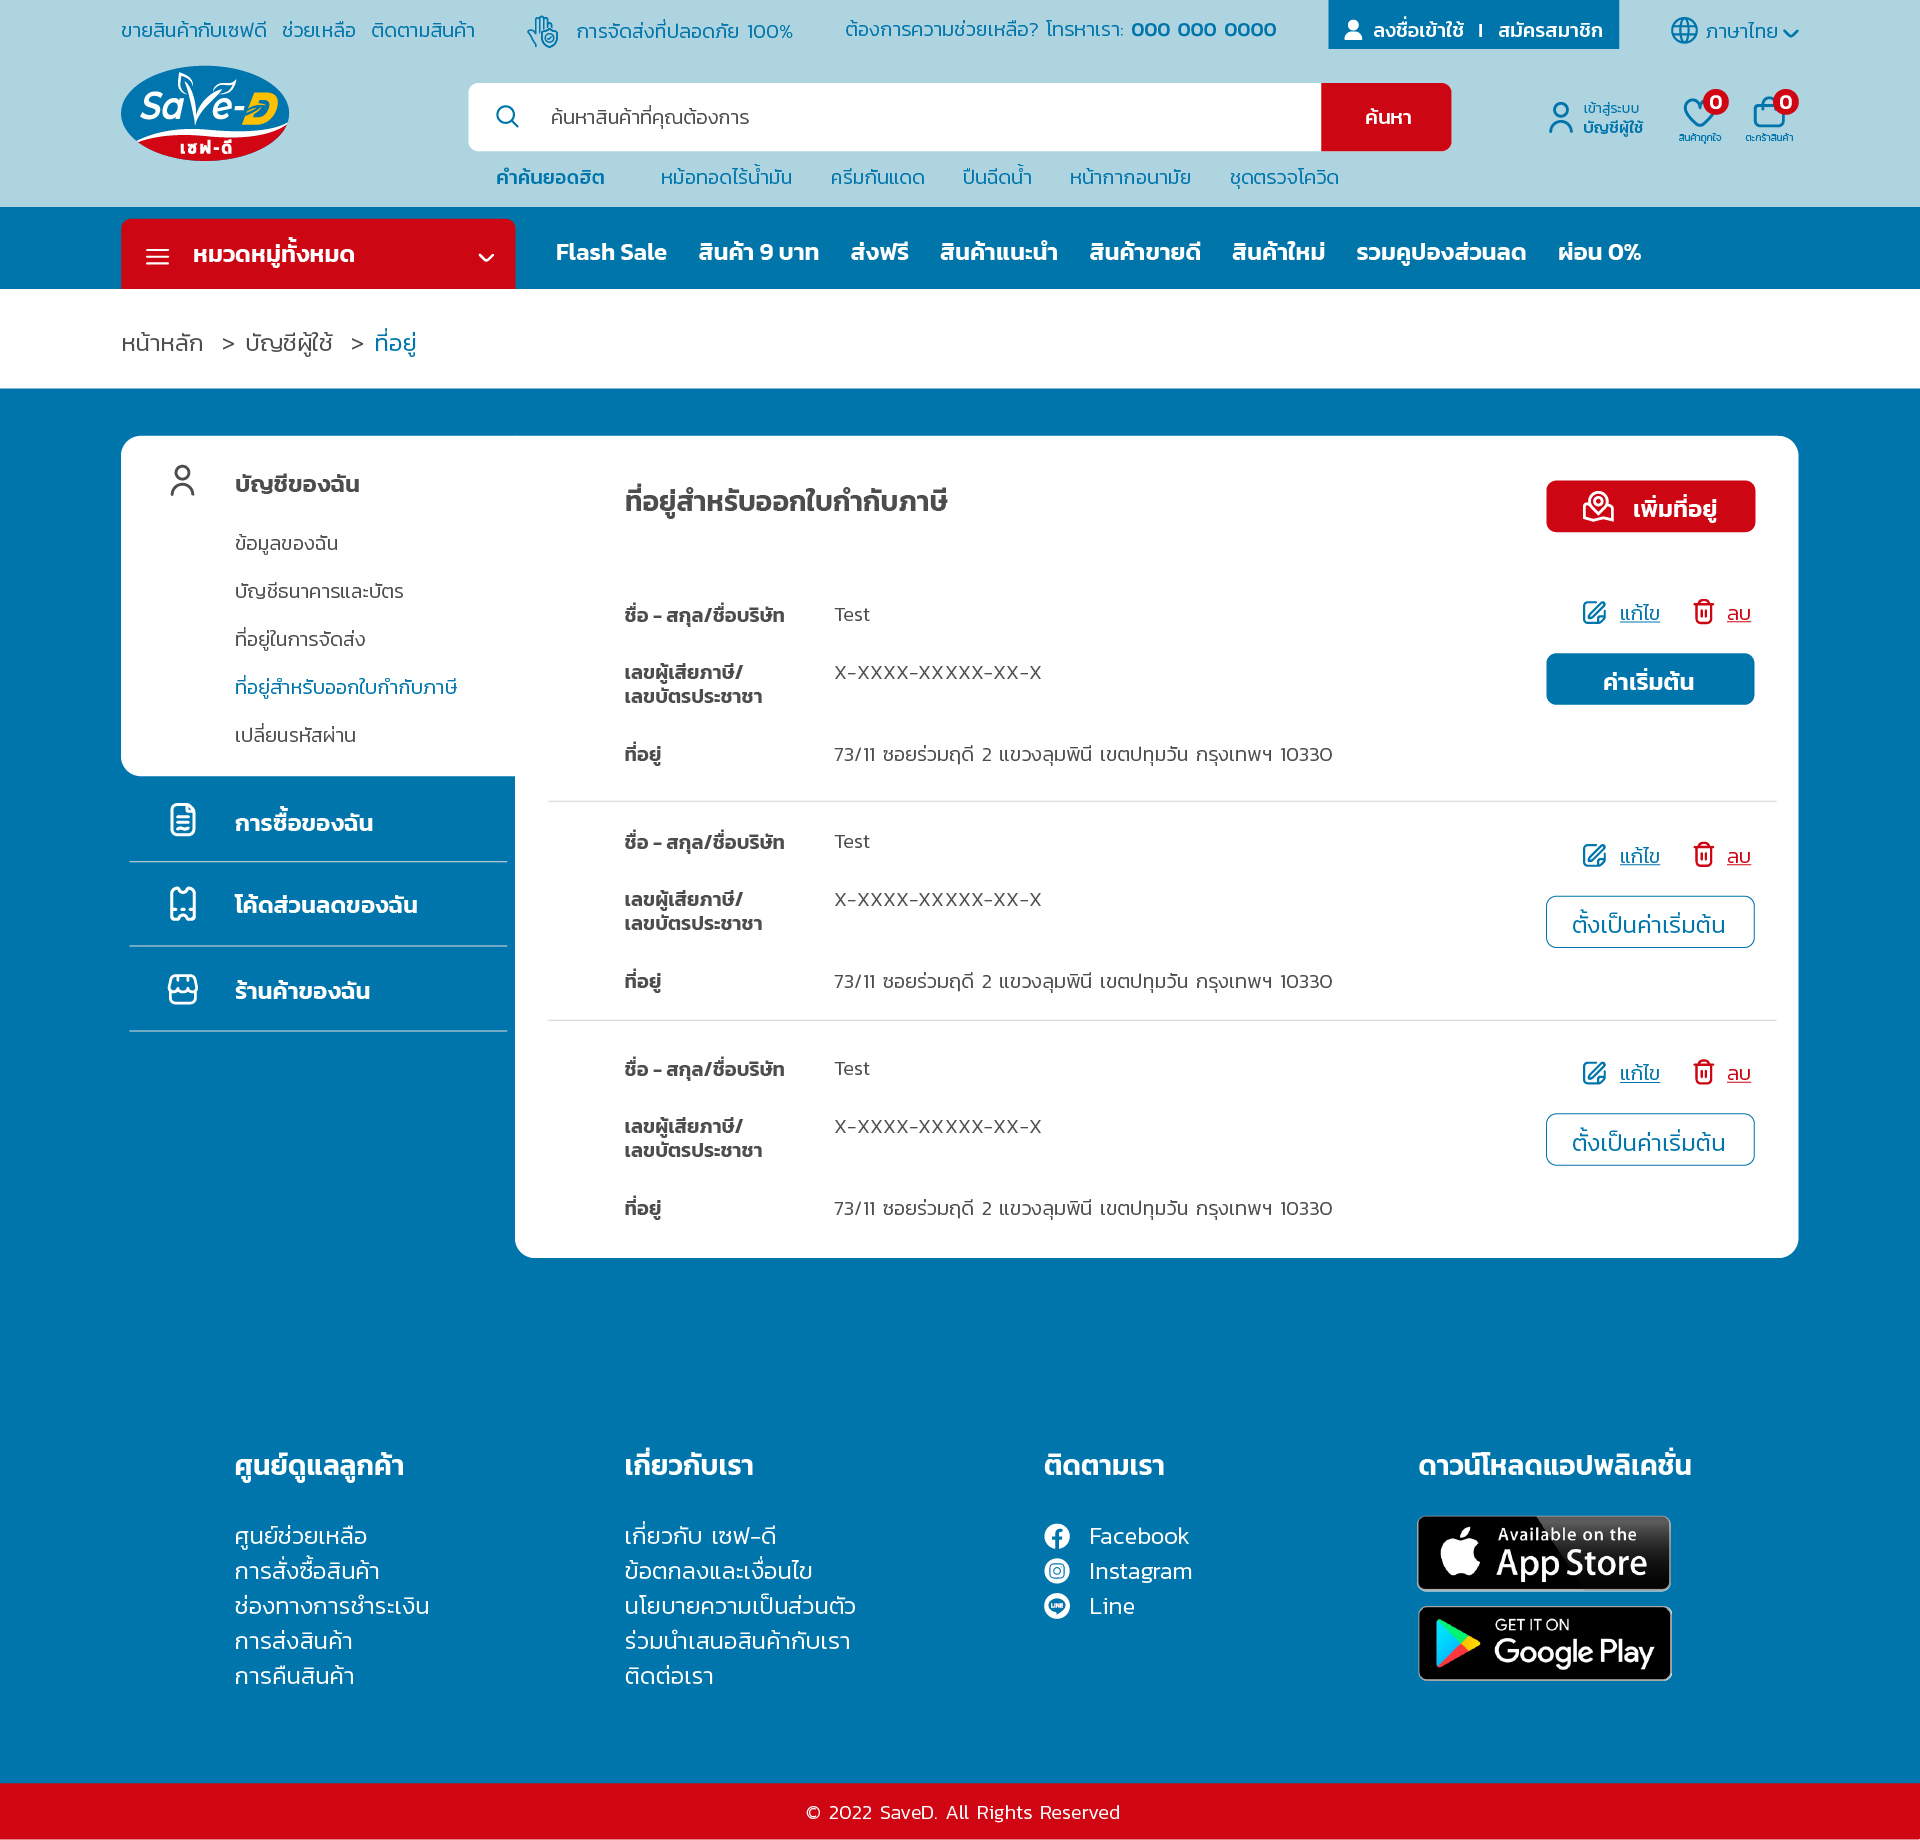 ขายสินค้ากับเซฟดี ช่วยเหลือ ติดตามสินค้า การจัดส่งที่ปลอดภัย 100% ต้องการความช่วยเหลือ? โทรหาเรา: 000 000 0000 ลงชื่อเข้าใช้ | สมัครสมาชิก ภาษาไทย
SaVe-D
เซฟ-ดี
ค้นหาสินค้าที่คุณต้องการ ค้นหา
เข้าสู่ระบบ
บัญชีผู้ใช้
0 0
สินค้าถูกใจ ตะกร้าสินค้า
คำค้นยอดฮิต หม้อทอดไร้น้ำมัน ครีมกันแดด ปืนฉีดน้ำ หน้ากากอนามัย ชุดตรวจโควิด
หมวดหมู่ทั้งหมด Flash Sale สินค้า 9 บาท ส่งฟรี สินค้าแนะนำ สินค้าขายดี สินค้าใหม่ รวมคูปองส่วนลด ผ่อน 0%
หน้าหลัก > บัญชีผู้ใช้ > ที่อยู่
บัญชีของฉัน
ข้อมูลของฉัน
บัญชีธนาคารและบัตร
ที่อยู่ในการจัดส่ง
ที่อยู่สำหรับออกใบกำกับภาษี
เปลี่ยนรหัสผ่าน
การซื้อของฉัน
โค้ดส่วนลดของฉัน
ร้านค้าของฉัน
ที่อยู่สำหรับออกใบกำกับภาษี เพิ่มที่อยู่
ชื่อ - สกุล/ชื่อบริษัท Test แก้ไข ลบ
เลขผู้เสียภาษี/ X-XXXX-XXXXX-XX-X ค่าเริ่มต้น
เลขบัตรประชาชา
ที่อยู่ 73/11 ซอยร่วมฤดี 2 แขวงลุมพินี เขตปทุมวัน กรุงเทพฯ 10330
ชื่อ - สกุล/ชื่อบริษัท Test แก้ไข ลบ
เลขผู้เสียภาษี/ X-XXXX-XXXXX-XX-X ตั้งเป็นค่าเริ่มต้น
เลขบัตรประชาชา
ที่อยู่ 73/11 ซอยร่วมฤดี 2 แขวงลุมพินี เขตปทุมวัน กรุงเทพฯ 10330
ชื่อ - สกุล/ชื่อบริษัท Test แก้ไข ลบ
เลขผู้เสียภาษี/ X-XXXX-XXXXX-XX-X ตั้งเป็นค่าเริ่มต้น
เลขบัตรประชาชา
ที่อยู่ 73/11 ซอยร่วมฤดี 2 แขวงลุมพินี เขตปทุมวัน กรุงเทพฯ 10330
ศูนย์ดูแลลูกค้า
ศูนย์ช่วยเหลือ
การสั่งซื้อสินค้า
ช่องทางการชำระเงิน
การส่งสินค้า
การคืนสินค้า
เกี่ยวกับเรา
เกี่ยวกับ เซฟ-ดี
ข้อตกลงและเงื่อนไข
นโยบายความเป็นส่วนตัว
ร่วมนำเสนอสินค้ากับเรา
ติดต่อเรา
ติดตามเรา
Facebook
Instagram
LINE Line
ดาวน์โหลดแอปพลิเคชั่น
Available on the
App Store
GET IT ON
Google Play
© 2022 SaveD. All Rights Reserved